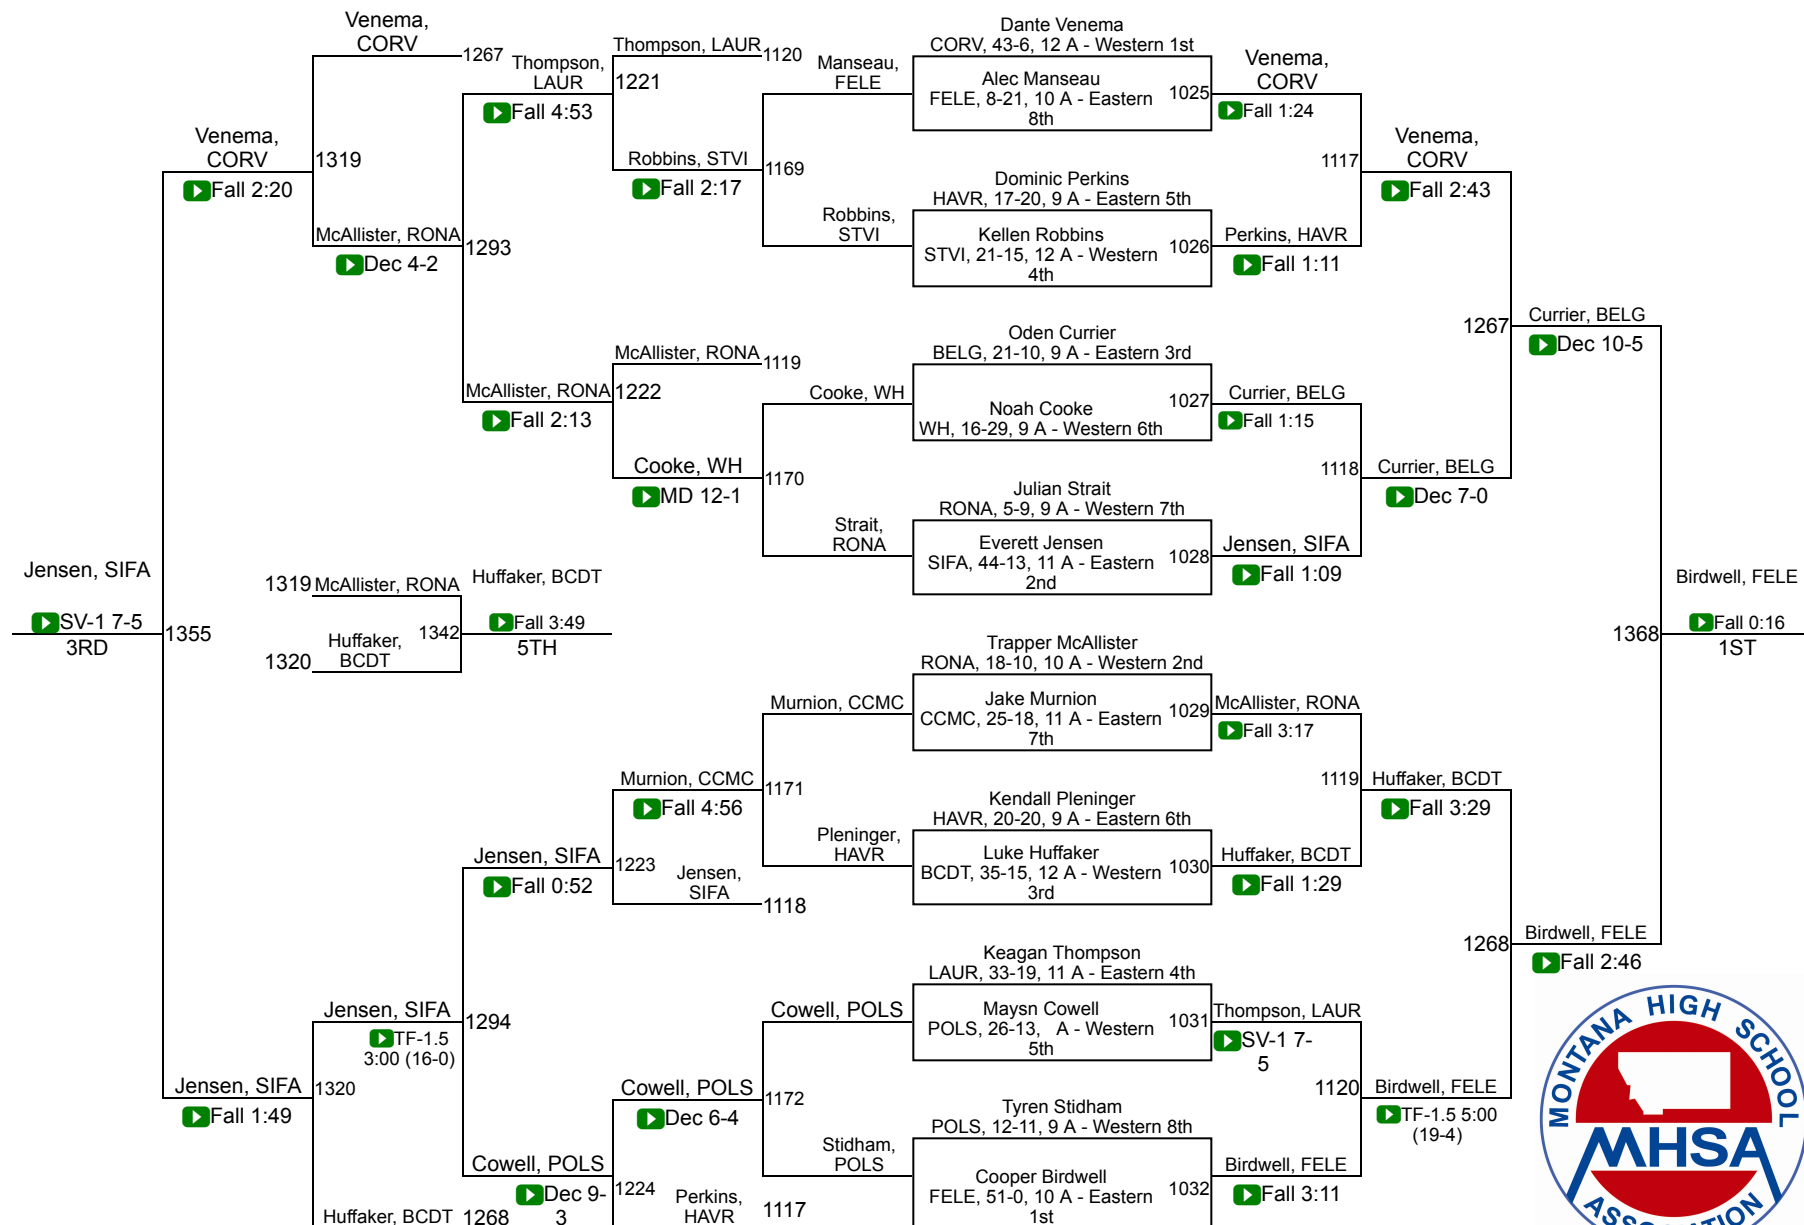 Venema,
CORV
1267
Thompson,
LAUR
Fall 4:53
1221
Thompson, LAUR
1120
Manseau,
FELE
Dante Venema
CORV, 43-6, 12 A - Western 1st
Alec Manseau
FELE, 8-21, 10 A - Eastern
8th
1025
Venema,
CORV
Fall 1:24
Venema,
CORV
Fall 2:20
1319
Robbins, STVI
Fall 2:17
1169
Robbins,
STVI
Dominic Perkins
HAVR, 17-20, 9 A - Eastern 5th
Kellen Robbins
STVI, 21-15, 12 A - Western
4th
1026
Perkins, HAVR
Fall 1:11
1117
Venema,
CORV
Fall 2:43
McAllister, RONA
Dec 4-2
1293
McAllister, RONA
Fall 2:13
1222
McAllister, RONA
1119
Cooke, WH
Oden Currier
BELG, 21-10, 9 A - Eastern 3rd
Noah Cooke
WH, 16-29, 9 A - Western 6th
1027
Currier, BELG
Fall 1:15
1267
Currier, BELG
Dec 10-5
Cooke, WH
MD 12-1
1170
Strait,
RONA
Julian Strait
RONA, 5-9, 9 A - Western 7th
Everett Jensen
SIFA, 44-13, 11 A - Eastern
2nd
1028
Jensen, SIFA
Fall 1:09
1118
Currier, BELG
Dec 7-0
Jensen, SIFA
SV-1 7-5
3RD
1355
1319
McAllister, RONA
1320
Huffaker,
BCDT
1342
Huffaker, BCDT
Fall 3:49
5TH
1368
Birdwell, FELE
Fall 0:16
1ST
Murnion, CCMC
Trapper McAllister
RONA, 18-10, 10 A - Western 2nd
Jake Murnion
CCMC, 25-18, 11 A - Eastern
7th
1029
McAllister, RONA
Fall 3:17
Murnion, CCMC
Fall 4:56
1171
Pleninger,
HAVR
Kendall Pleninger
HAVR, 20-20, 9 A - Eastern 6th
Luke Huffaker
BCDT, 35-15, 12 A - Western
3rd
1030
Huffaker, BCDT
Fall 1:29
1119
Huffaker, BCDT
Fall 3:29
Jensen, SIFA
Fall 0:52
1223
Jensen,
SIFA
1118
1268
Birdwell, FELE
Fall 2:46
Jensen, SIFA
TF-1.5
3:00 (16-0)
1294
Cowell, POLS
Keagan Thompson
LAUR, 33-19, 11 A - Eastern 4th
Maysn Cowell
POLS, 26-13, A - Western
5th
1031
Thompson, LAUR
SV-1 7-
5
Jensen, SIFA
Fall 1:49
1320
Cowell, POLS
Dec 6-4
1172
Stidham,
POLS
Tyren Stidham
POLS, 12-11, 9 A - Western 8th
Cooper Birdwell
FELE, 51-0, 10 A - Eastern
1st
1032
Birdwell, FELE
Fall 3:11
1120
Birdwell, FELE
TF-1.5 5:00
(19-4)
Cowell, POLS
Dec 9-
3
1224
Perkins,
HAVR
1117
Huffaker, BCDT
1268
MONTANA HIGH SCHOOL
MHSA
ASSOCIATION